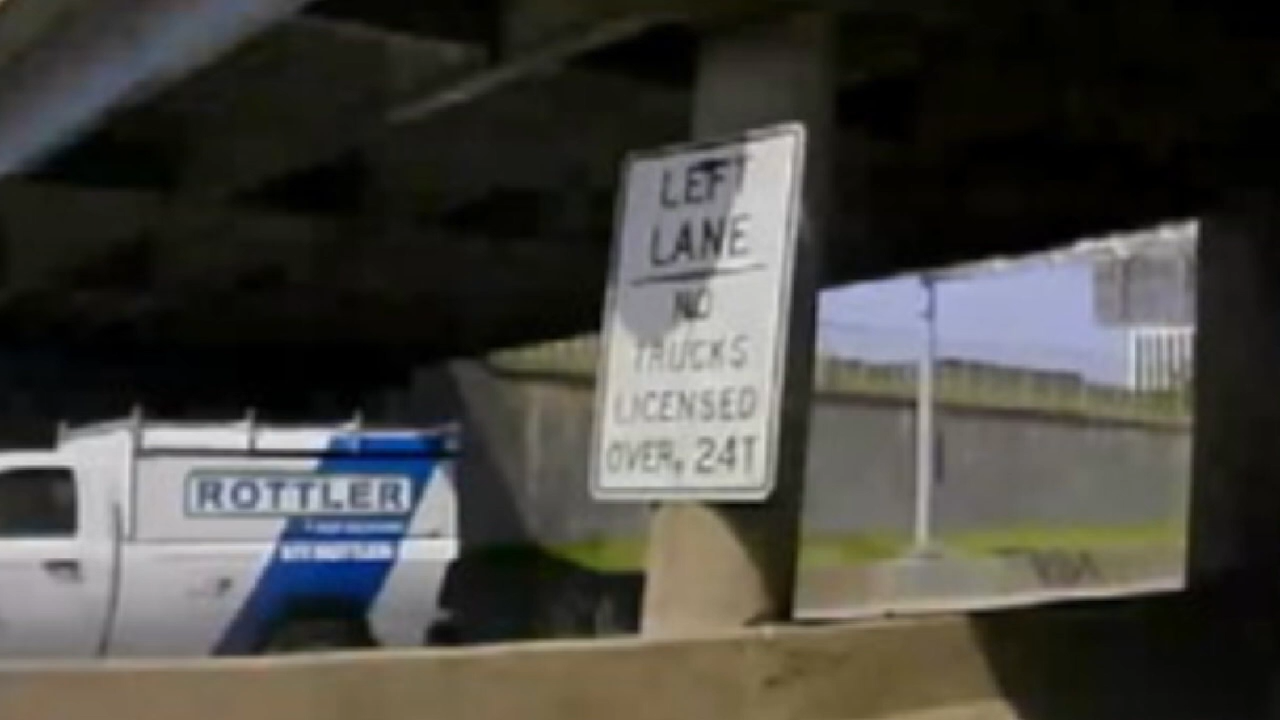 LEFT
LANE
NO
TRUCKS
LICENSED
OVER, 24T
ROTTLER